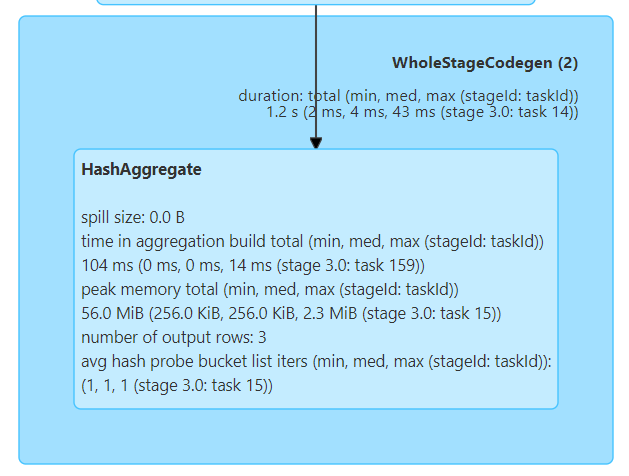 WholeStageCodegen (2)
duration: total (min, med, max (stageId: taskId))
1.2 s (2 ms, 4 ms, 43 ms (stage 3.0: task 14))
HashAggregate
spill size: 0.0 B
time in aggregation build total (min, med, max (stageId: taskId))
104 ms (0 ms, 0 ms, 14 ms (stage 3.0: task 159))
peak memory total (min, med, max (stageId: taskId))
56.0 MiB (256.0 KiB, 256.0 KiB, 2.3 MiB (stage 3.0: task 15))
number of output rows: 3
avg hash probe bucket list iters (min, med, max (stageId: taskId)):
(1, 1, 1 (stage 3.0: task 15))